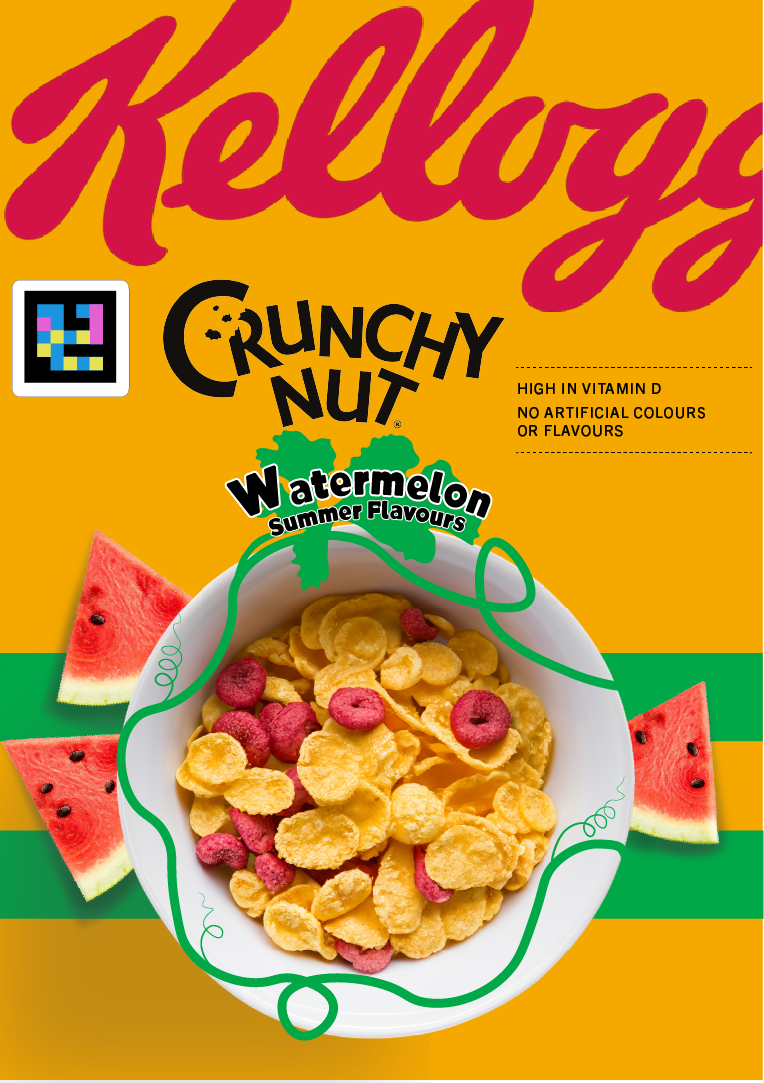 Kellogg
CRUNCHY
NUT®
HIGH IN VITAMIN D
NO ARTIFICIAL COLOURS
OR FLAVOURS
Watermelon
Summer Flavours